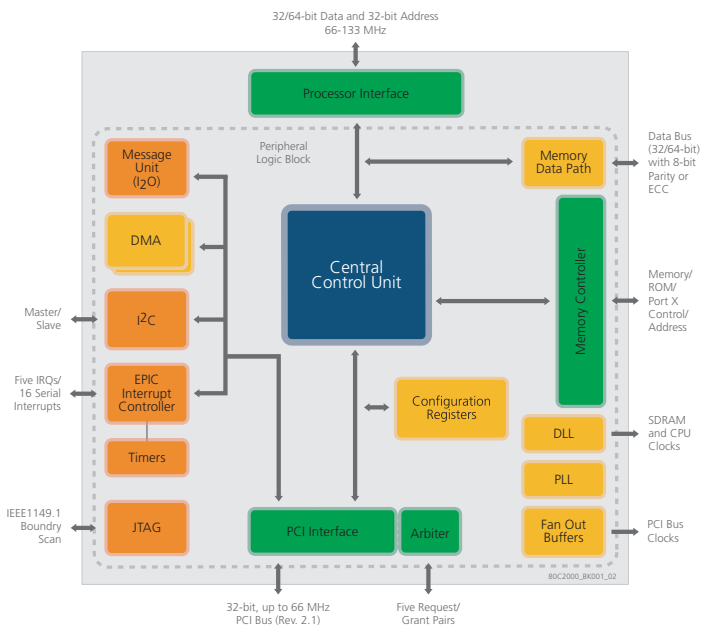 32/64-bit Data and 32-bit Address
66-133 MHz
Processor Interface
Peripheral
Logic Block
Message
Unit
(I2O)
Memory
Data Path
Data Bus
(32/64-bit)
with 8-bit
Parity or
ECC
DMA
Central
Control Unit
Memory Controller
Memory/
ROM/
Port X
Control/
Address
Master/
Slave
I2C
Five IRQs/
16 Serial
Interrupts
EPIC
Interrupt
Controller
Configuration
Registers
Timers
DLL
SDRAM
and CPU
Clocks
PLL
IEEE1149.1
Boundry
Scan
JTAG
PCI Interface
Arbiter
Fan Out
Buffers
PCI Bus
Clocks
80C2000_BK001_02
32-bit, up to 66 MHz
PCI Bus (Rev. 2.1)
Five Request/
Grant Pairs